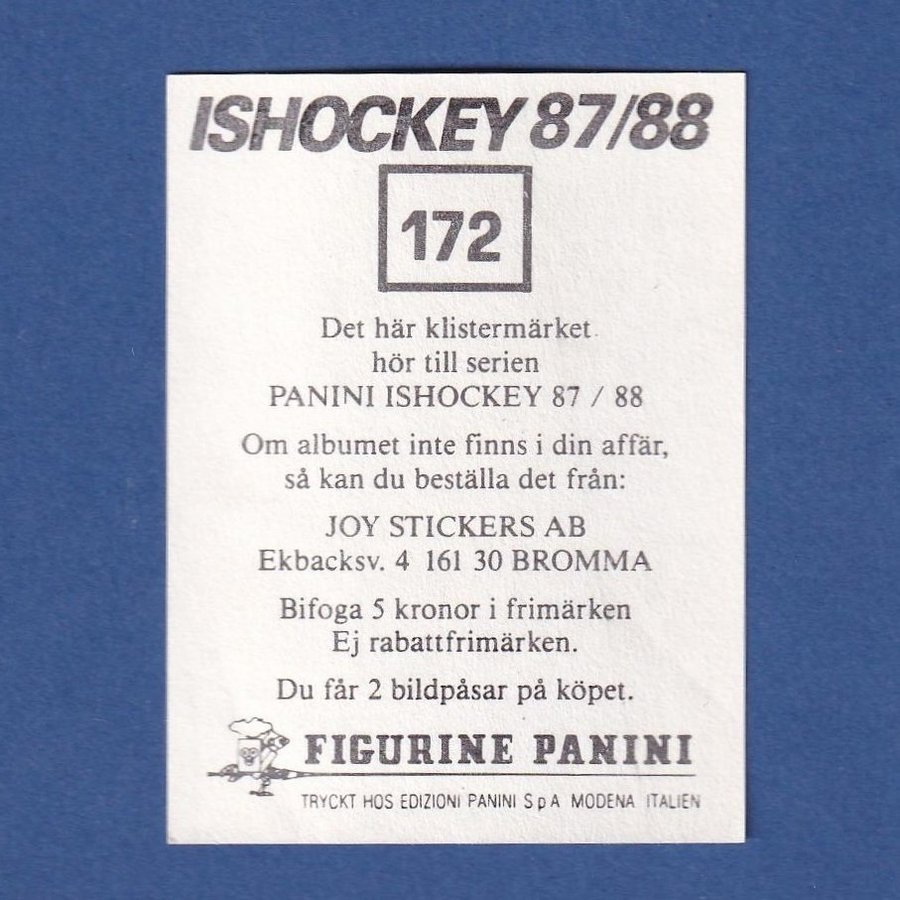 ISHOCKEY 87/88
172
Det här klistermärket
hör till serien
PANINI ISHOCKEY 87 / 88
Om albumet inte finns i din affär,
så kan du beställa det från:
JOY STICKERS AB
Ekbacksv. 4 161 30 BROMMA
Bifoga 5 kronor i frimärken
Ej rabattfrimärken.
Du får 2 bildpåsar på köpet.
FIGURINE PANINI
TRYCKT HOS EDIZIONI PANINI S p A MODENA ITALIEN